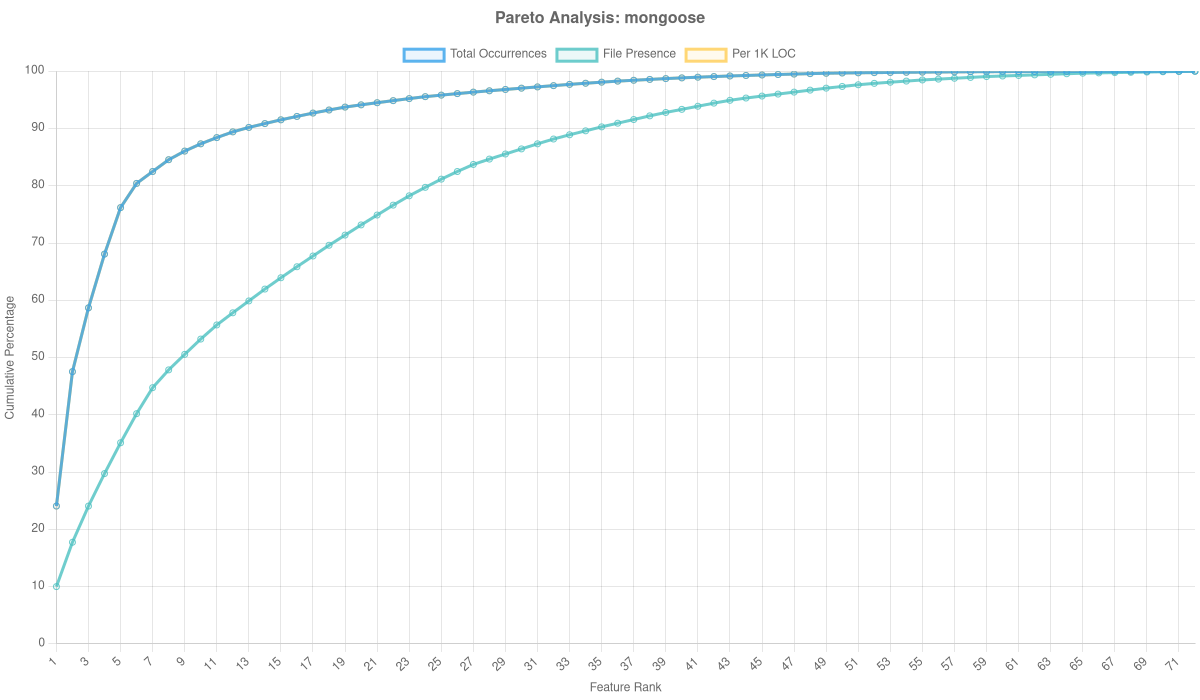 Pareto Analysis: mongoose
Total Occurrences File Presence Per 1K LOC
100
90
80
70
60
50
40
30
20
10
0
Cumulative Percentage
1 3 5 7 9 11 13 15 17 19 21 23 25 27 29 31 33 35 37 39 41 43 45 47 49 51 53 55 57 59 61 63 65 67 69 71
Feature Rank